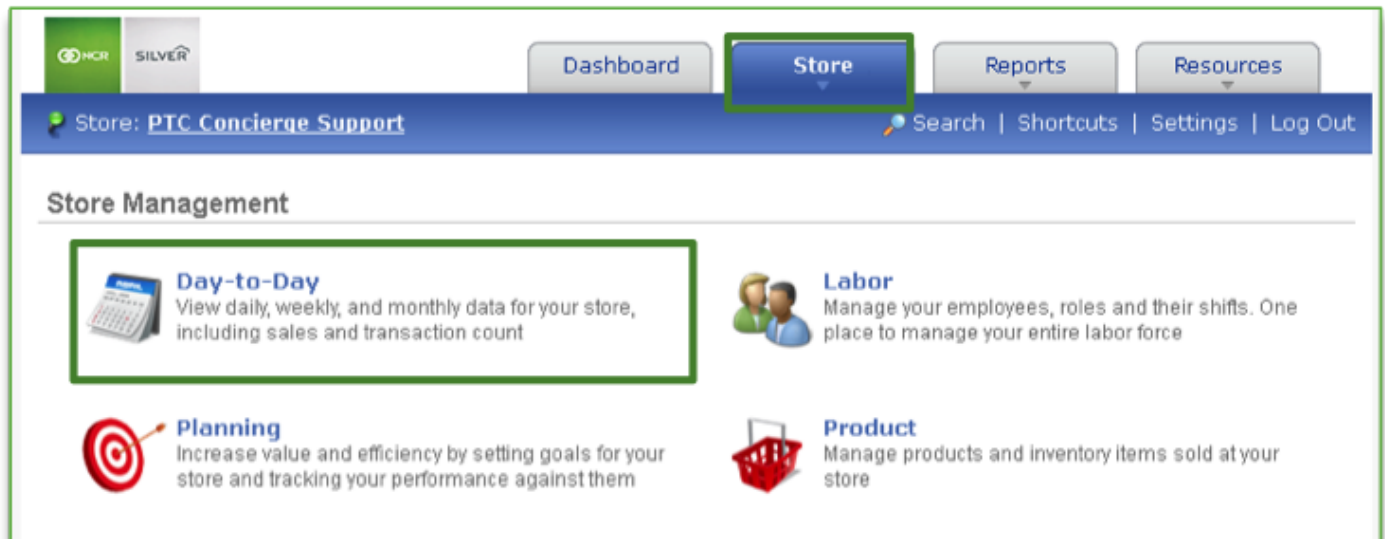 NCR SILVER
Dashboard Store Reports Resources
Store: PTC Concierge Support
Search | Shortcuts | Settings | Log Out
Store Management
Day-to-Day
View daily, weekly, and monthly data for your store,
including sales and transaction count
Labor
Manage your employees, roles and their shifts. One
place to manage your entire labor force
Planning
Increase value and efficiency by setting goals for your
store and tracking your performance against them
Product
Manage products and inventory items sold at your
store